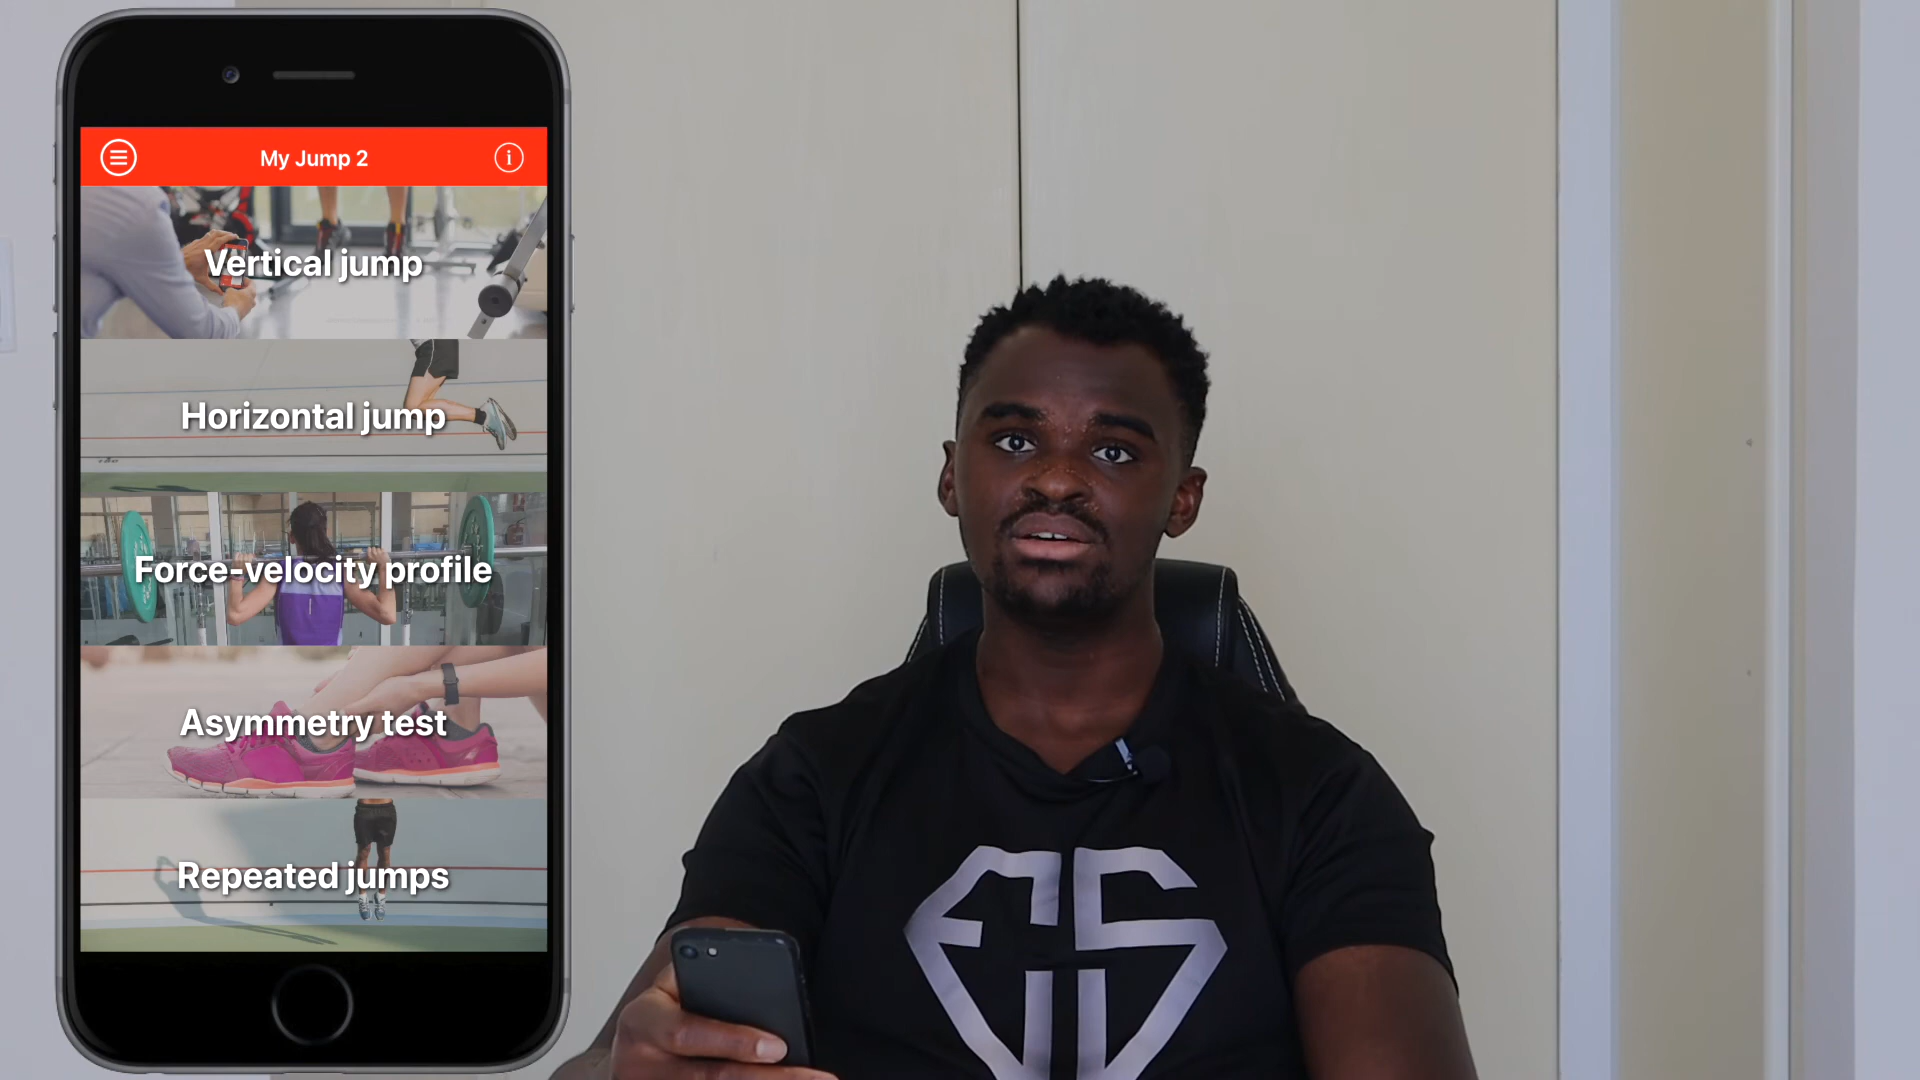 My Jump 2
Vertical jump
Horizontal jump
Force-velocity profile
Asymmetry test
Repeated jumps